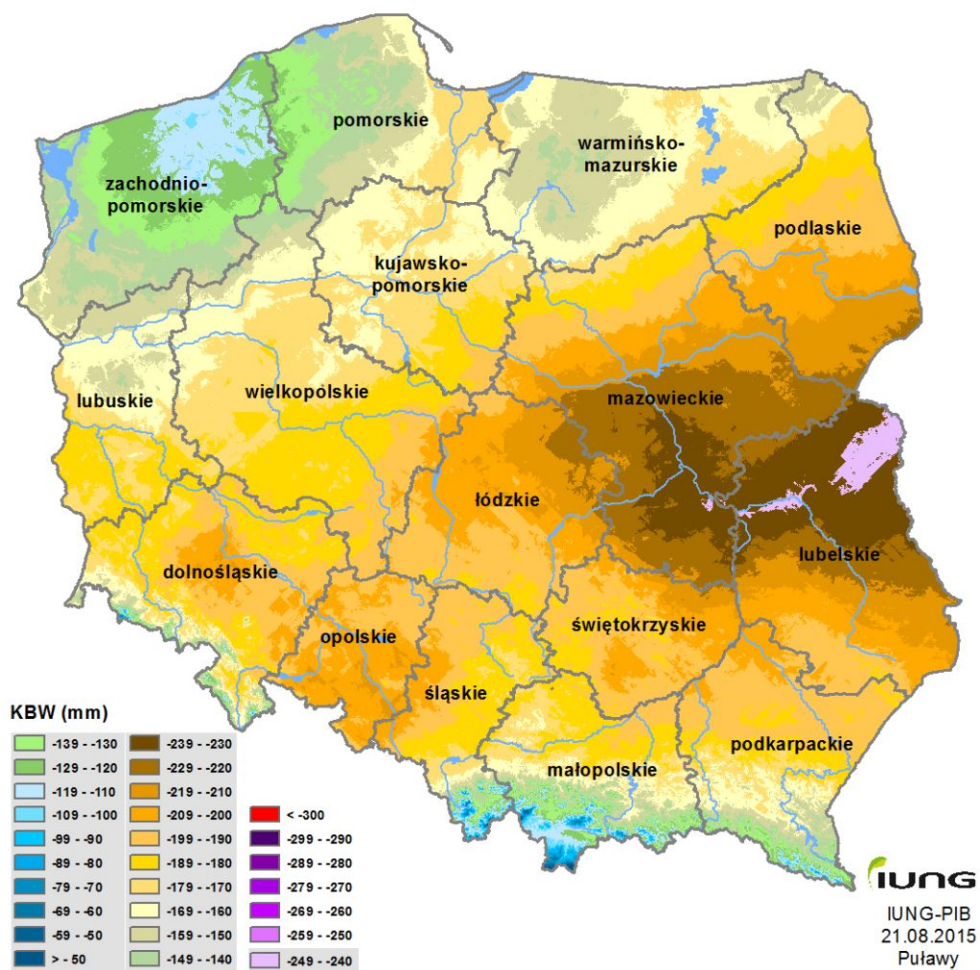 pomorskie
warmińsko-
mazurskie
zachodnio-
pomorskie
podlaskie
kujawsko-
pomorskie
mazowieckie
wielkopolskie
lubuskie
łódzkie
lubelskie
dolnośląskie
świętokrzyskie
opolskie
śląskie
podkarpackie
małopolskie
KBW (mm)
-139 - -130
-129 - -120
-119 - -110
-109 - -100
-99 - -90
-89 - -80
-79 - -70
-69 - -60
-59 - -50
> - 50
-239 - -230
-229 - -220
-219 - -210
-209 - -200
-199 - -190
-189 - -180
-179 - -170
-169 - -160
-159 - -150
-149 - -140
< -300
-299 - -290
-289 - -280
-279 - -270
-269 - -260
-259 - -250
-249 - -240
IUNG
IUNG-PIB
21.08.2015
Puławy